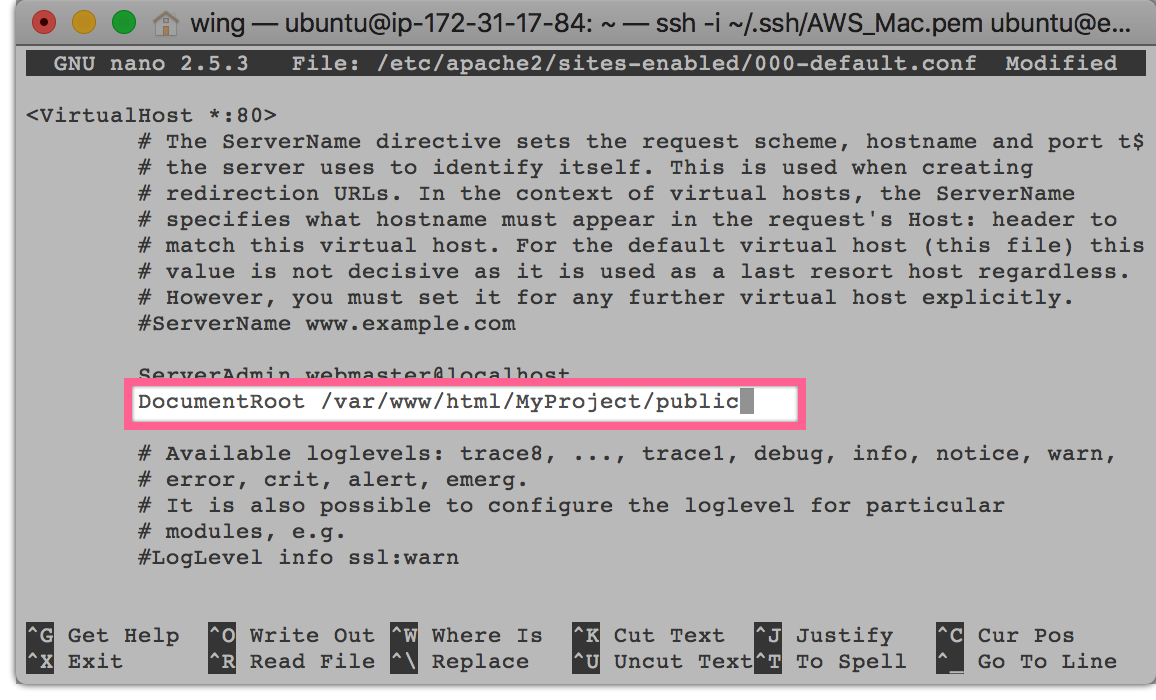 wing — ubuntu@ip-172-31-17-84: ~ — ssh -i ~/.ssh/AWS_Mac.pem ubuntu@e...
GNU nano 2.5.3 File: /etc/apache2/sites-enabled/000-default.conf Modified
<VirtualHost *:80>
# The ServerName directive sets the request scheme, hostname and port t$
# the server uses to identify itself. This is used when creating
# redirection URLs. In the context of virtual hosts, the ServerName
# specifies what hostname must appear in the request's Host: header to
# match this virtual host. For the default virtual host (this file) this
# value is not decisive as it is used as a last resort host regardless.
# However, you must set it for any further virtual host explicitly.
#ServerName www.example.com
ServerAdmin webmaster@localhost
DocumentRoot /var/www/html/MyProject/public
# Available loglevels: trace8, ..., trace1, debug, info, notice, warn,
# error, crit, alert, emerg.
# It is also possible to configure the loglevel for particular
# modules, e.g.
#LogLevel info ssl:warn
^G Get Help ^O Write Out ^W Where Is ^K Cut Text ^J Justify ^C Cur Pos
^X Exit ^R Read File ^\ Replace ^U Uncut Text ^T To Spell ^_ Go To Line